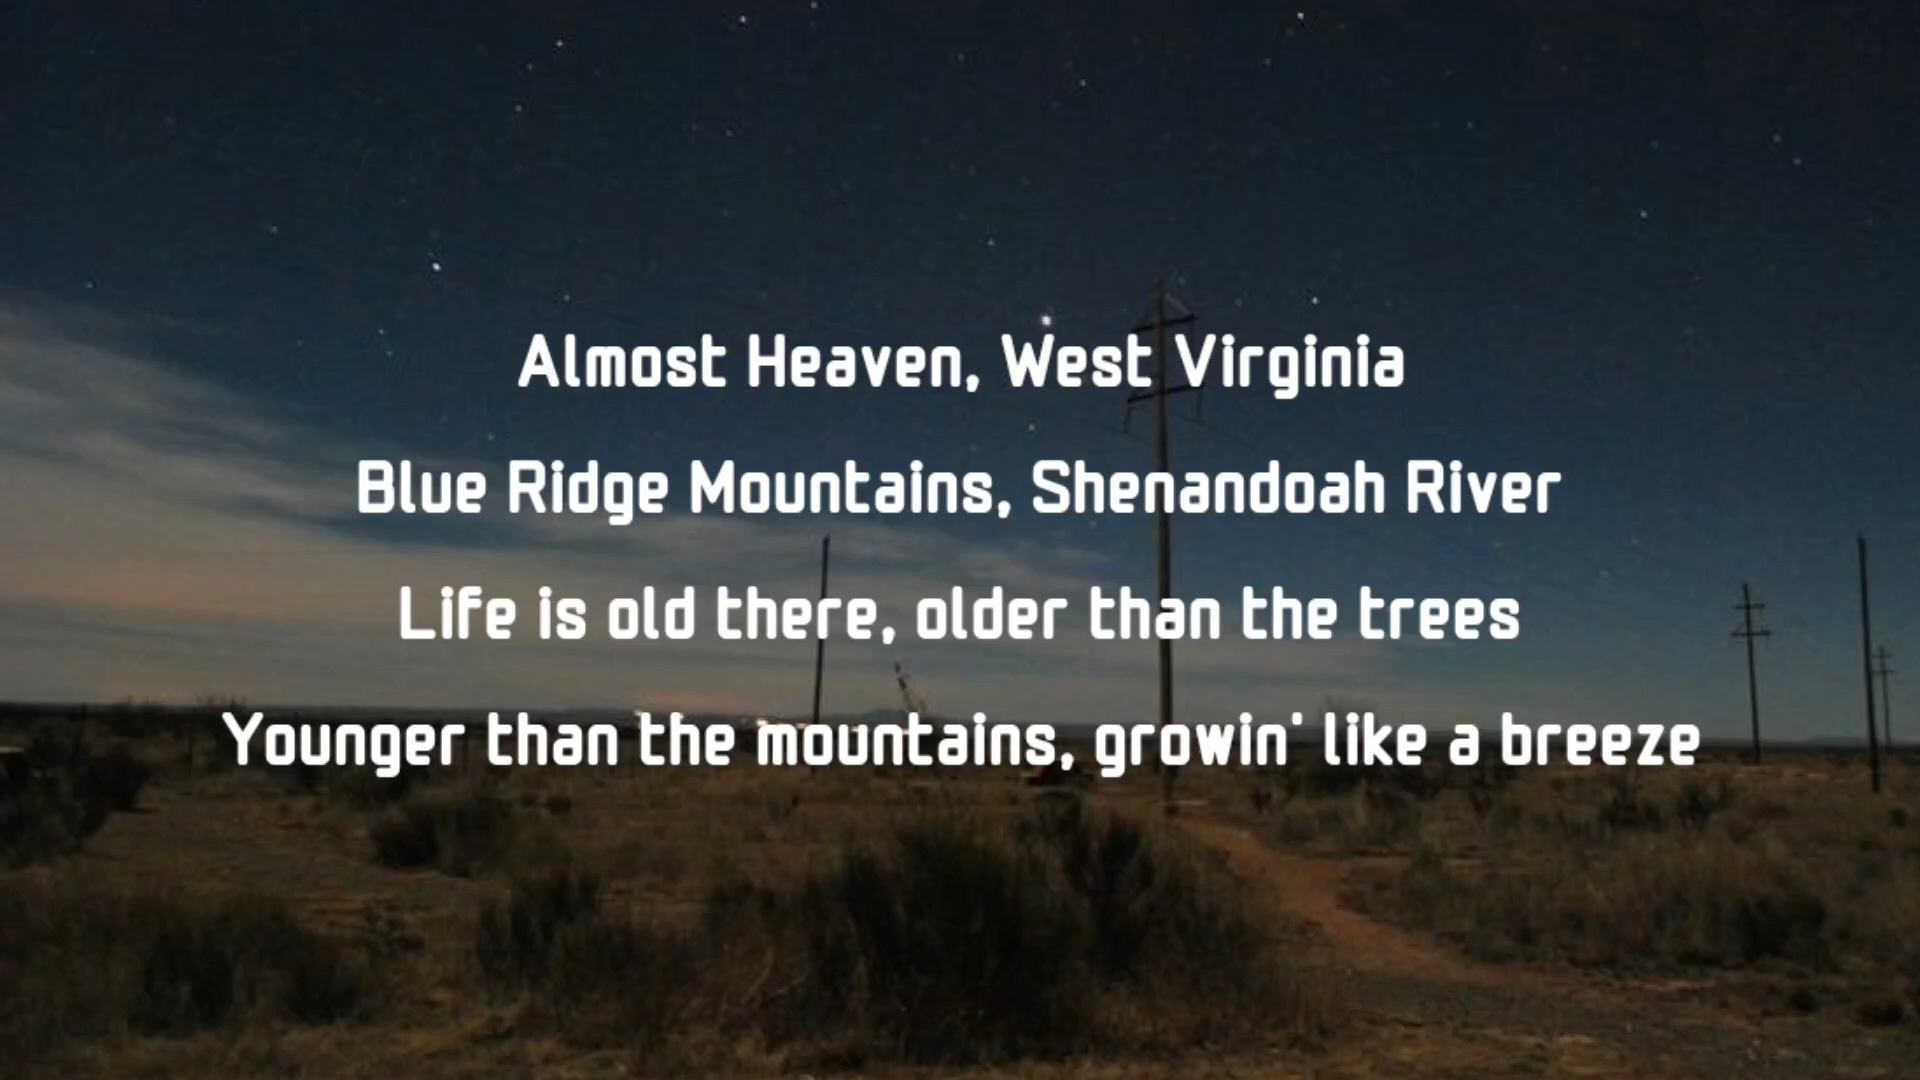 Almost Heaven, West Virginia
Blue Ridge Mountains, Shenandoah River
Life is old there, older than the trees
Younger than the mountains, growin' like a breeze